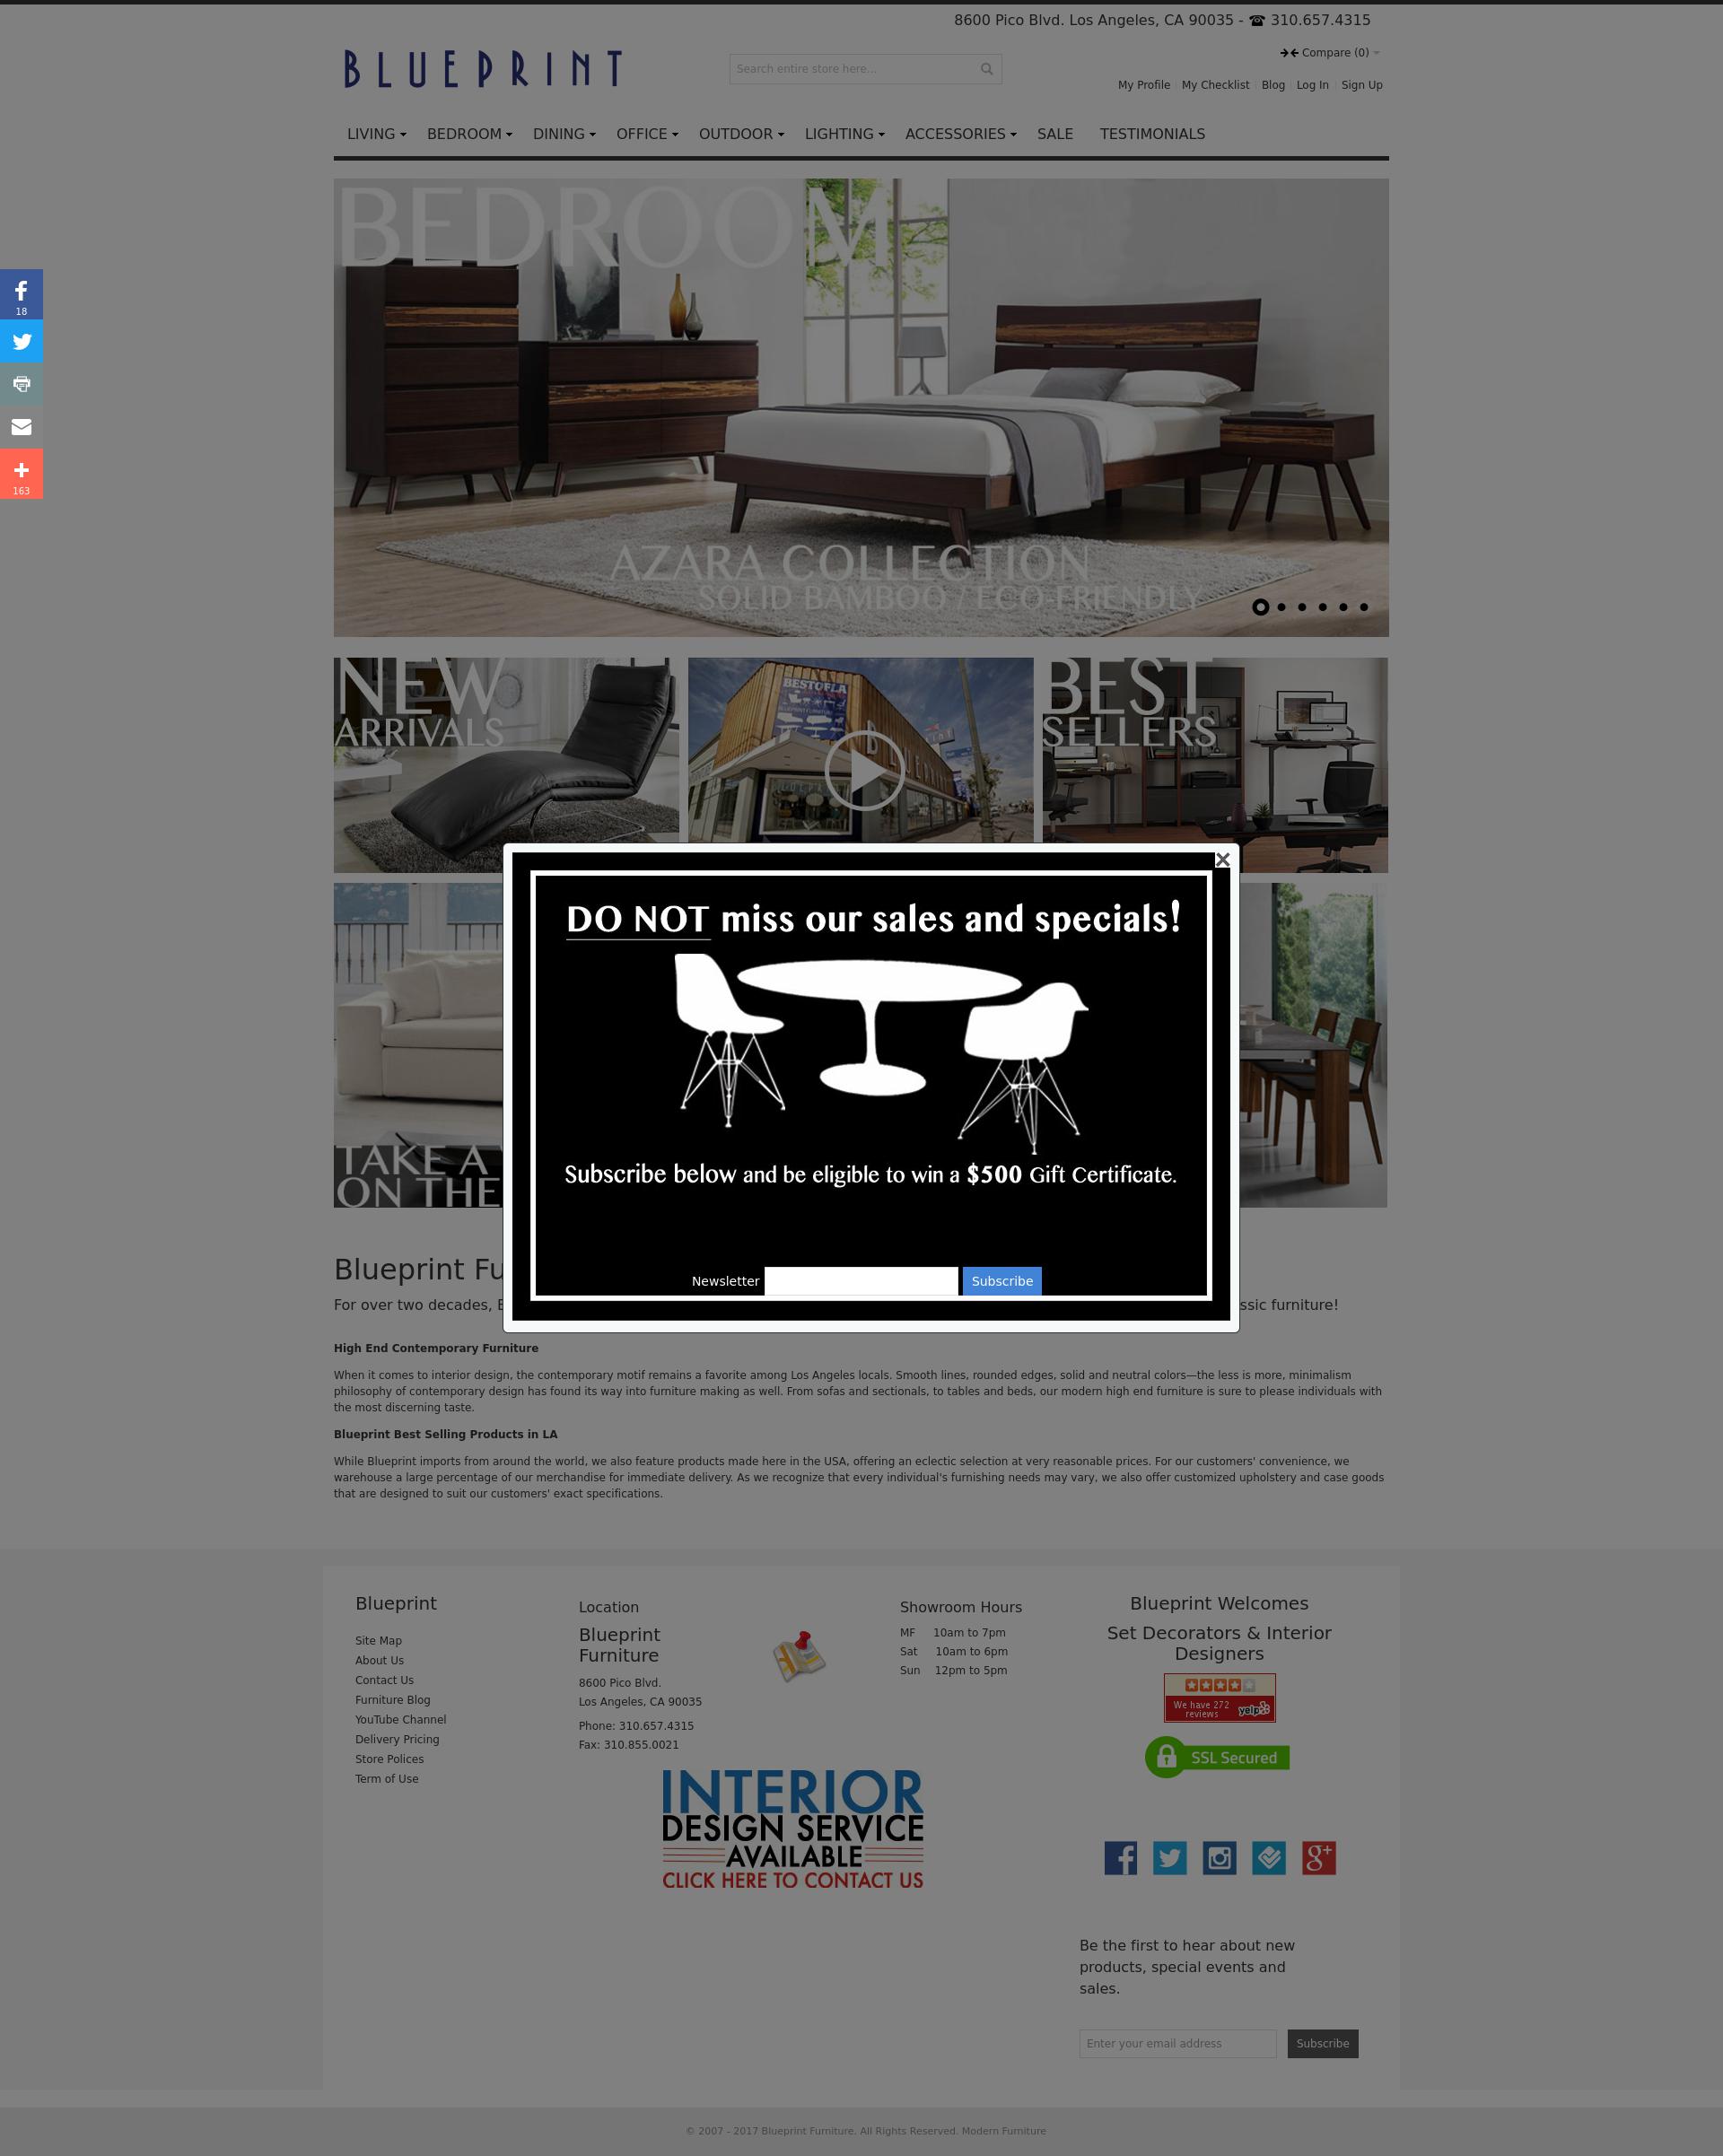 8600 Pico Blvd. Los Angeles, CA 90035 - ☎ 310.657.4315
BLUEPRINT
Search entire store here...
Compare (0)
My Profile
My Checklist
Blog
Log In
Sign Up
LIVING
BEDROOM
DINING
OFFICE
OUTDOOR
LIGHTING
ACCESSORIES
SALE
TESTIMONIALS
BEDROOM
18
163
AZARA COLLECTION
SOLID BAMBOO / ECO-FRIENDLY
NEW
ARRIVALS
BESTOFLA
BLUEPRINT
BEST
SELLERS
DO NOT miss our sales and specials!
Subscribe below and be eligible to win a $500 Gift Certificate.
Newsletter
Subscribe
TAKE A
ON THE
Blueprint
For over two decades,
furniture!
High End Contemporary Furniture
When it comes to interior design, the contemporary motif remains a favorite among Los Angeles locals. Smooth lines, rounded edges, solid and neutral colors—the less is more, minimalism
philosophy of contemporary design has found its way into furniture making as well. From sofas and sectionals, to tables and beds, our modern high end furniture is sure to please individuals with
the most discerning taste.
Blueprint Best Selling Products in LA
While Blueprint imports from around the world, we also feature products made here in the USA, offering an eclectic selection at very reasonable prices. For our customers' convenience, we
warehouse a large percentage of our merchandise for immediate delivery. As we recognize that every individual's furnishing needs may vary, we also offer customized upholstery and case goods
that are designed to suit our customers' exact specifications.
Blueprint
Site Map
About Us
Contact Us
Furniture Blog
YouTube Channel
Delivery Pricing
Store Polices
Term of Use
Location
Blueprint
Furniture
8600 Pico Blvd.
Los Angeles, CA 90035
Phone: 310.657.4315
Fax: 310.855.0021
Showroom Hours
MF 10am to 7pm
Sat 10am to 6pm
Sun 12pm to 5pm
INTERIOR
DESIGN SERVICE
AVAILABLE
CLICK HERE TO CONTACT US
Blueprint Welcomes
Set Decorators & Interior
Designers
We have 272
reviews
yelp
SSL Secured
Be the first to hear about new
products, special events and
sales.
Enter your email address
Subscribe
© 2007 - 2017 Blueprint Furniture. All Rights Reserved. Modern Furniture